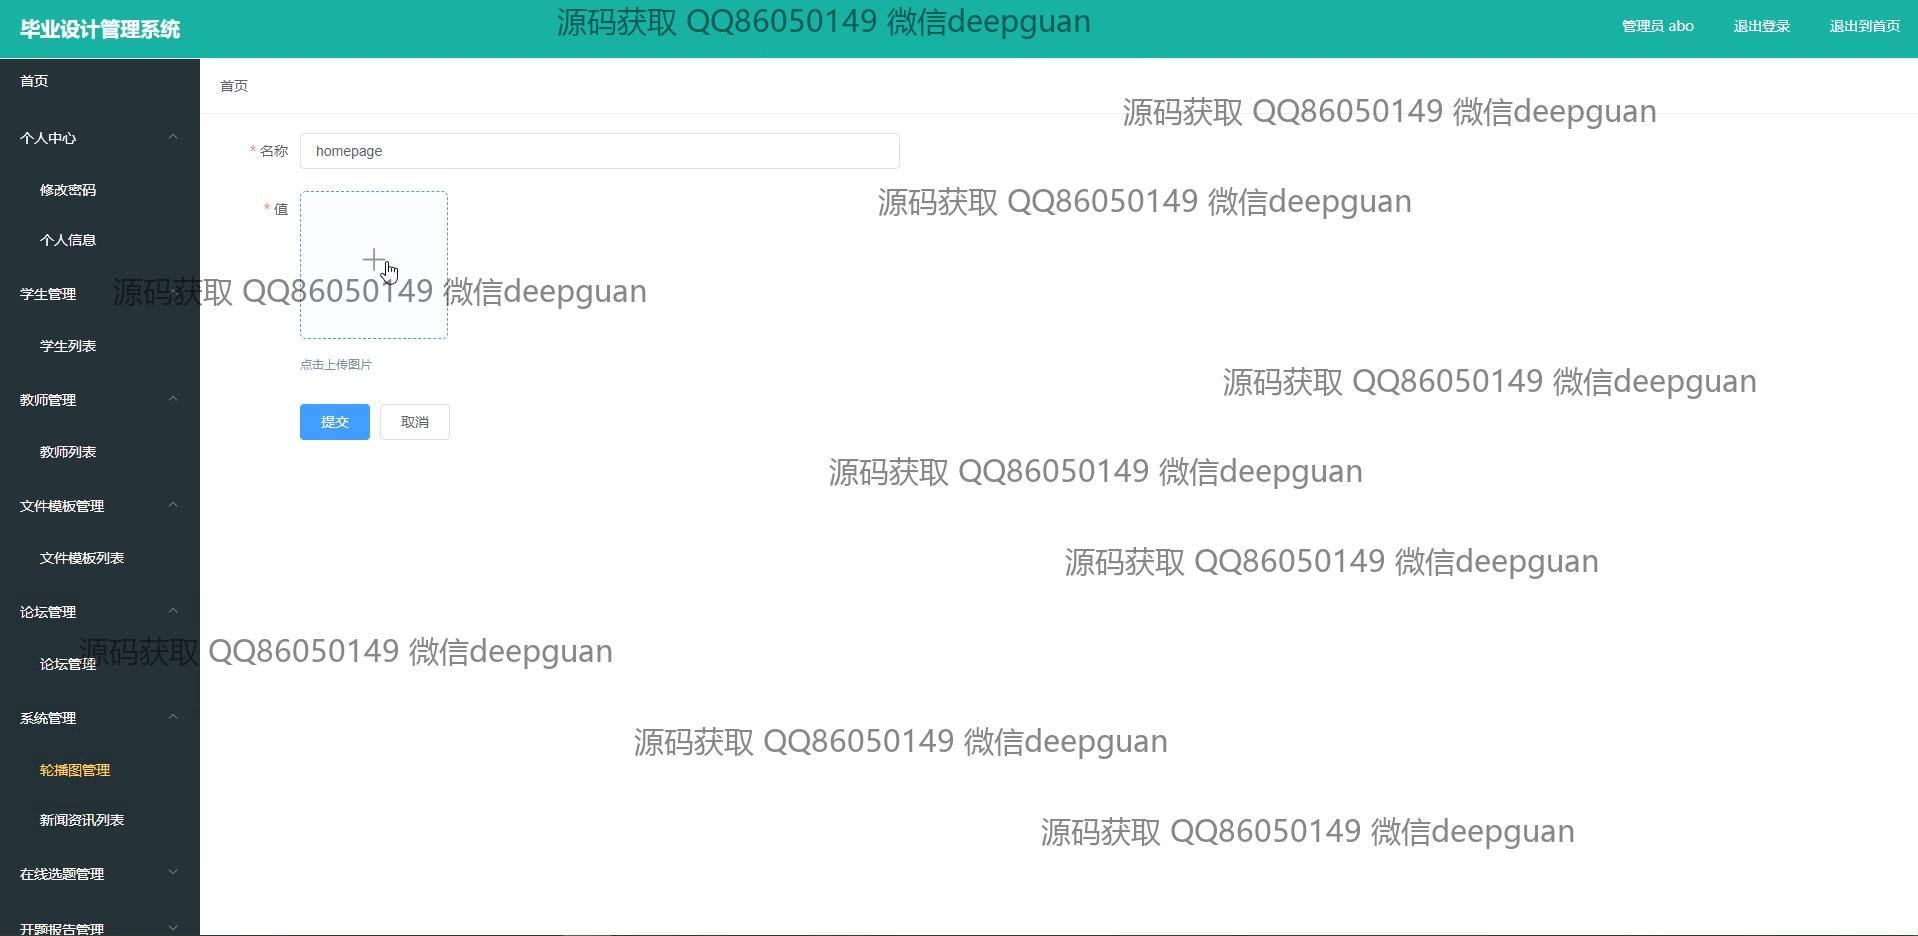 毕业设计管理系统
源码获取 QQ86050149 微信deepguan
管理员 abo
退出登录
退出到首页
首页
个人中心
修改密码
个人信息
学生管理
学生列表
教师管理
教师列表
文件模板管理
文件模板列表
论坛管理
论坛管理
系统管理
轮播图管理
新闻资讯列表
在线选题管理
开题报告管理
首页
源码获取 QQ86050149 微信deepguan
* 名称
homepage
源码获取 QQ86050149 微信deepguan
* 值
源码获取 QQ86050149 微信deepguan
点击上传图片
源码获取 QQ86050149 微信deepguan
提交
取消
源码获取 QQ86050149 微信deepguan
源码获取 QQ86050149 微信deepguan
源码获取 QQ86050149 微信deepguan
源码获取 QQ86050149 微信deepguan
源码获取 QQ86050149 微信deepguan